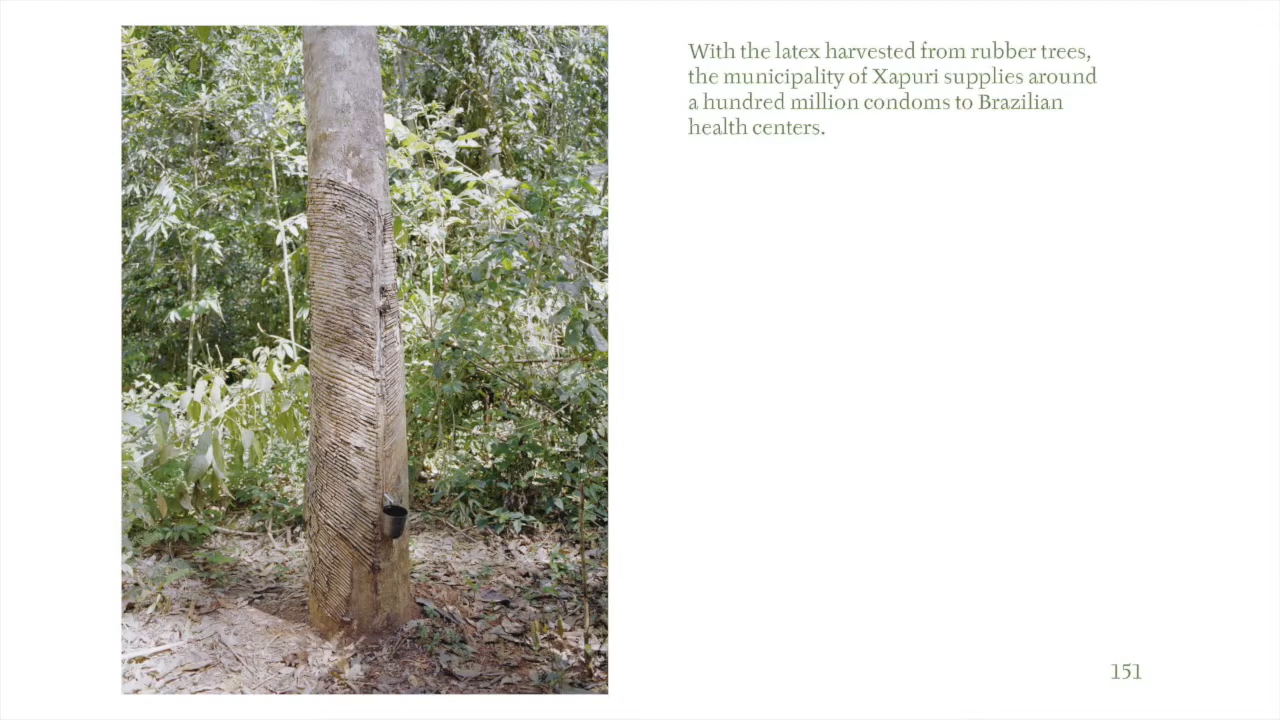 With the latex harvested from rubber trees,
the municipality of Xapuri supplies around
a hundred million condoms to Brazilian
health centers.
151